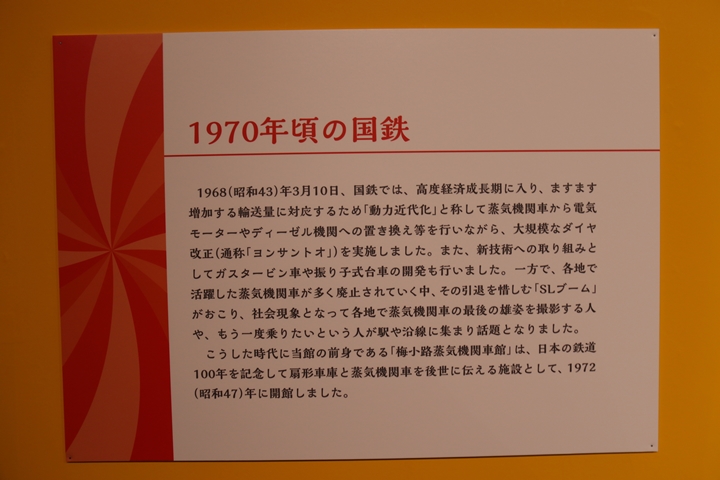 1970年頃の国鉄
1968(昭和43)年3月10日、国鉄では、高度経済成長期に入り、ますます
増加する輸送量に対応するため「動力近代化」と称して蒸気機関車から電気
モーターやディーゼル機関への置き換え等を行いながら、大規模なダイヤ
改正(通称「ヨンサントオ」)を実施しました。また、新技術への取り組みと
してガスタービン車や振り子式台車の開発も行いました。一方で、各地で
活躍した蒸気機関車が多く廃止されていく中、その引退を惜しむ「SLブーム」
がおこり、社会現象となって各地で蒸気機関車の最後の雄姿を撮影する人
や、もう一度乗りたいという人が駅や沿線に集まり話題となりました。
こうした時代に当館の前身である「梅小路蒸気機関車館」は、日本の鉄道
100年を記念して扇形車庫と蒸気機関車を後世に伝える施設として、1972
(昭和47)年に開館しました。